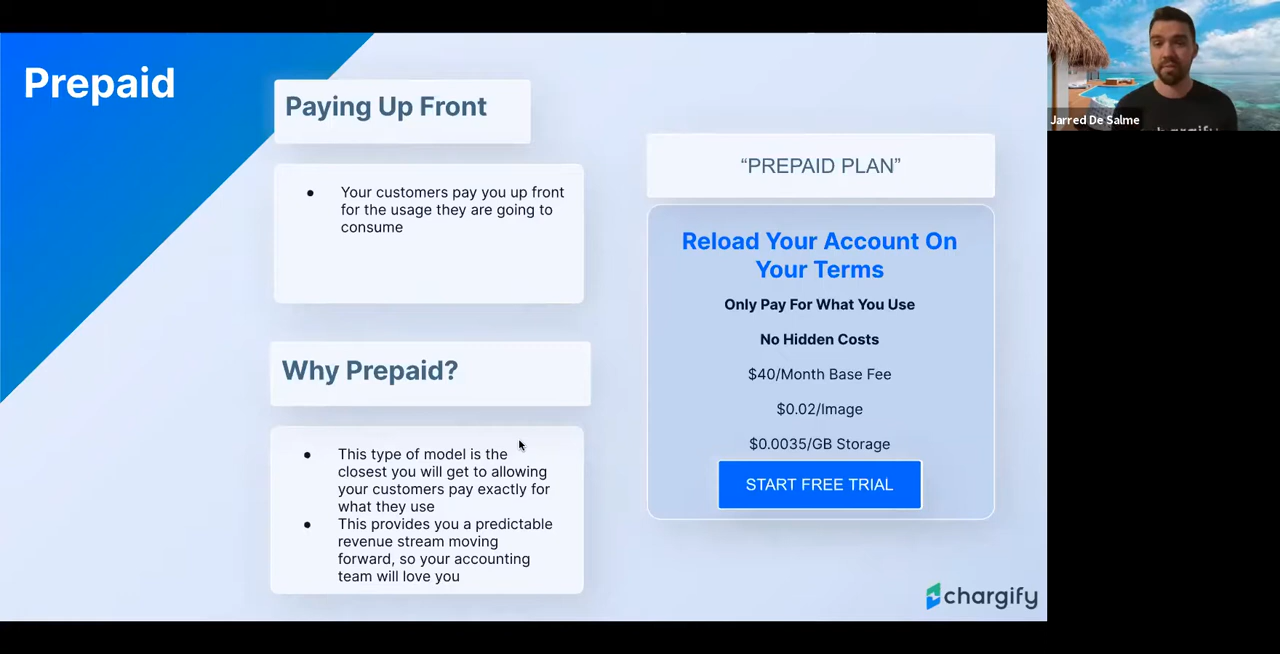 Prepaid
Paying Up Front
● Your customers pay you up front
for the usage they are going to
consume
Why Prepaid?
● This type of model is the
closest you will get to allowing
your customers pay exactly for
what they use
● This provides you a predictable
revenue stream moving
forward, so your accounting
team will love you
“PREPAID PLAN”
Reload Your Account On
Your Terms
Only Pay For What You Use
No Hidden Costs
$40/Month Base Fee
$0.02/Image
$0.0035/GB Storage
START FREE TRIAL
chargify
Jarred De Salme